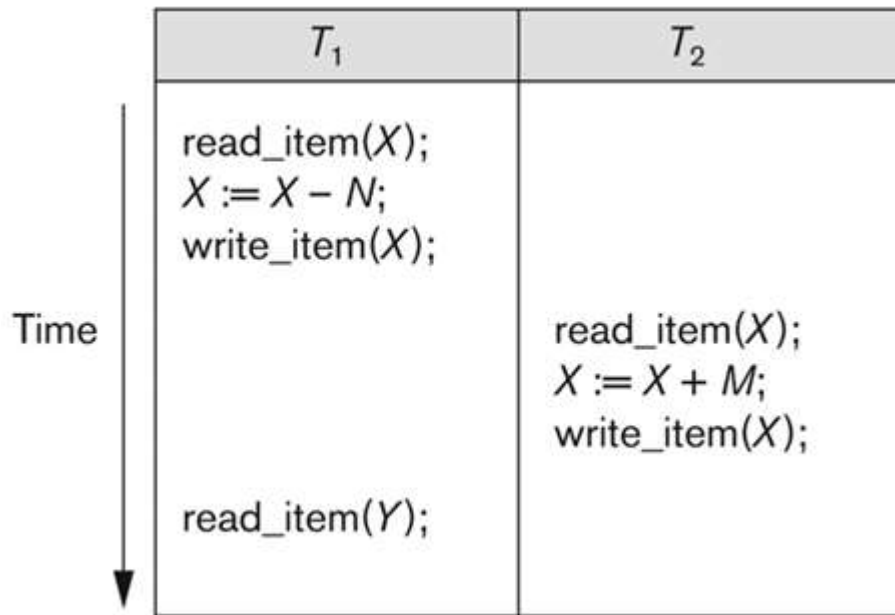 T₁ T₂
read_item(X);
X := X – N;
write_item(X);
Time
read_item(X);
X := X + M;
write_item(X);
read_item(Y);